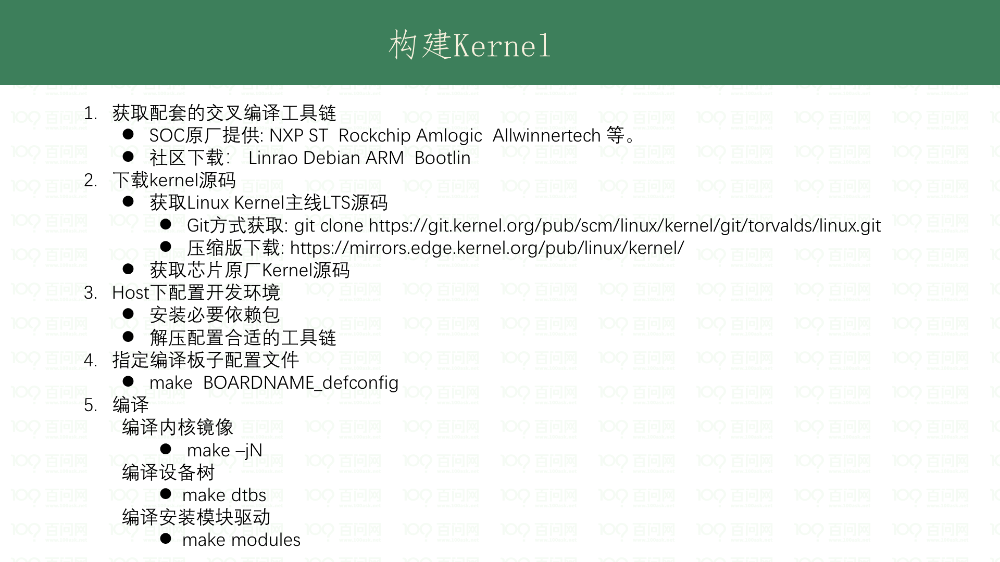 构建Kernel
1. 获取配套的交叉编译工具链
● SOC原厂提供: NXP ST  Rockchip Amlogic  Allwinnertech 等。
● 社区下载： Linrao Debian ARM  Bootlin
2. 下载kernel源码
● 获取Linux Kernel主线LTS源码
● Git方式获取: git clone https://git.kernel.org/pub/scm/linux/kernel/git/torvalds/linux.git
● 压缩版下载: https://mirrors.edge.kernel.org/pub/linux/kernel/
● 获取芯片原厂Kernel源码
3. Host下配置开发环境
● 安装必要依赖包
● 解压配置合适的工具链
4. 指定编译板子配置文件
● make  BOARDNAME_defconfig
5. 编译
编译内核镜像
● make –jN
编译设备树
● make dtbs
编译安装模块驱动
● make modules